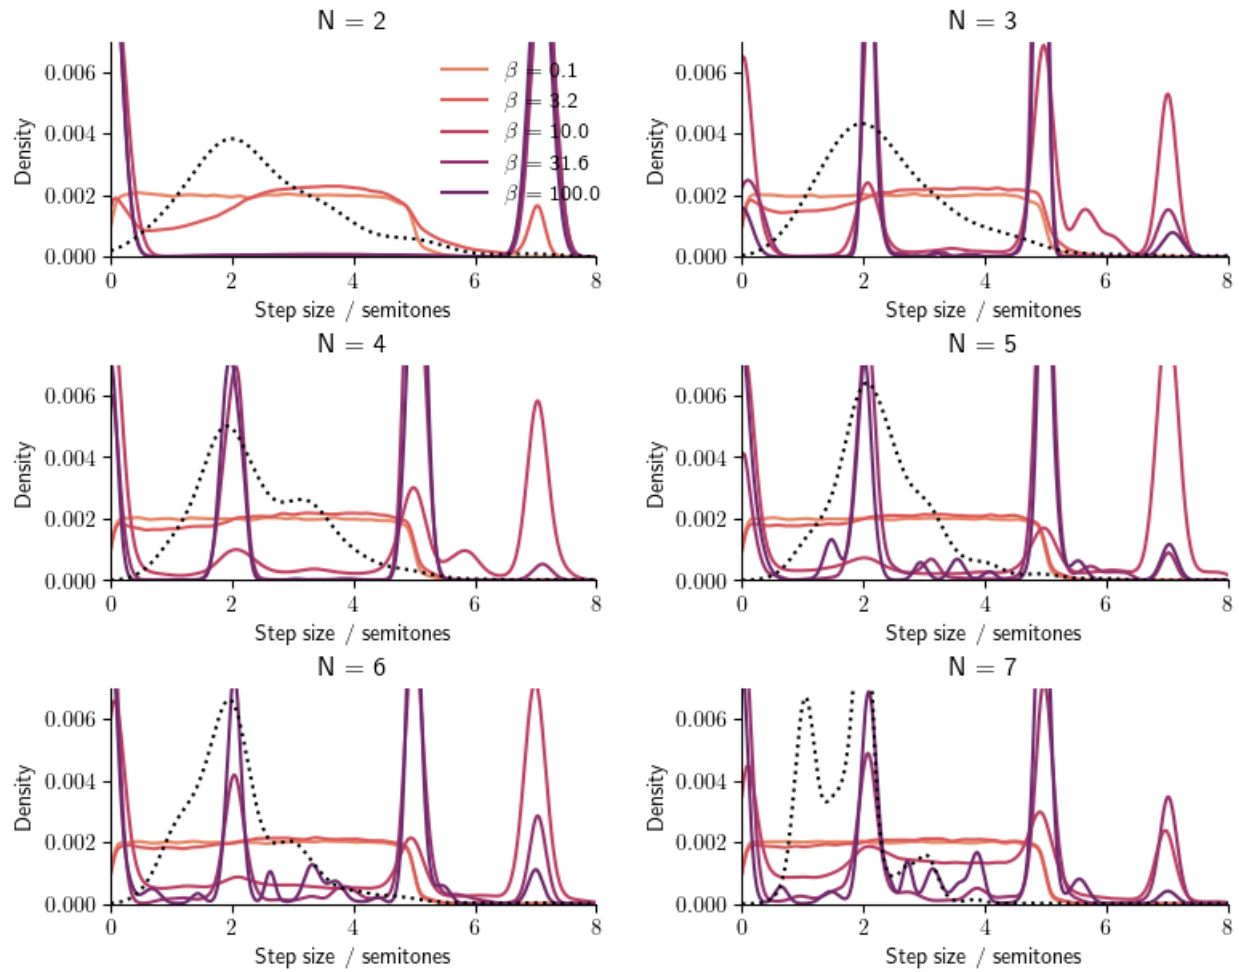 N = 2
0.006
0.004
0.002
0.000
Density
β = 0.1
β = 3.2
β = 10.0
β = 31.6
β = 100.0
0 2 4 6 8
Step size / semitones
N = 3
0.006
0.004
0.002
0.000
Density
0 2 4 6 8
Step size / semitones
N = 4
0.006
0.004
0.002
0.000
Density
0 2 4 6 8
Step size / semitones
N = 5
0.006
0.004
0.002
0.000
Density
0 2 4 6 8
Step size / semitones
N = 6
0.006
0.004
0.002
0.000
Density
0 2 4 6 8
Step size / semitones
N = 7
0.006
0.004
0.002
0.000
Density
0 2 4 6 8
Step size / semitones